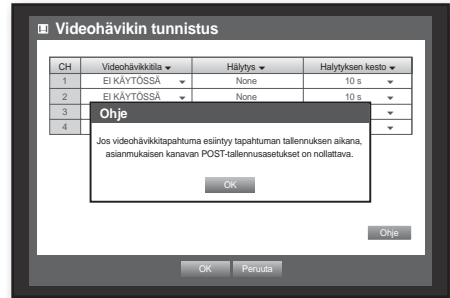 Videohävikin tunnistus
CH Videohävikkitila Hälytys Halytyksen kesto
1 EI KÄYTÖSSÄ None 10 s
2 EI KÄYTÖSSÄ None 10 s
3
4
Ohje
Jos videohävikkitapahtuma esiintyy tapahtuman tallennuksen aikana,
asianmukaisen kanavan POST-tallennusasetukset on nollattava.
OK
Ohje
OK Peruuta